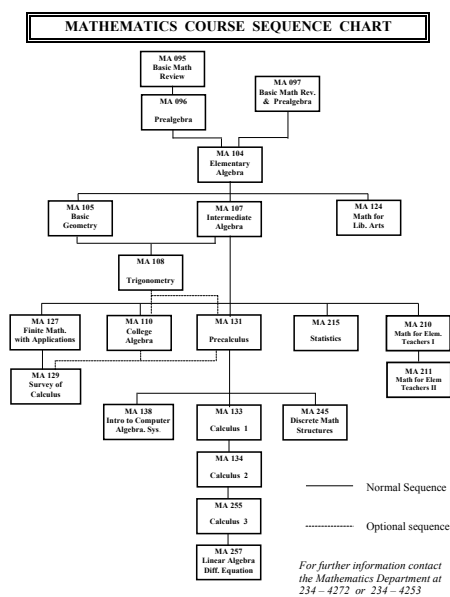 MATHEMATICS COURSE SEQUENCE CHART
MA 095
Basic Math
Review
MA 097
Basic Math Rev.
& Prealgebra
MA 096
Prealgebra
MA 104
Elementary
Algebra
MA 105
Basic
Geometry
MA 107
Intermediate
Algebra
MA 124
Math for
Lib. Arts
MA 108
Trigonometry
MA 127
Finite Math.
with Applications
MA 110
College
Algebra
MA 131
Precalculus
MA 215
Statistics
MA 210
Math for Elem.
Teachers I
MA 129
Survey of
Calculus
MA 211
Math for Elem
Teachers II
MA 138
Intro to Computer
Algebra. Sys.
MA 133
Calculus 1
MA 245
Discrete Math
Structures
MA 134
Calculus 2
MA 255
Calculus 3
MA 257
Linear Algebra
Diff. Equation
Normal Sequence
Optional sequence
For further information contact
the Mathematics Department at
234 – 4272 or 234 – 4253